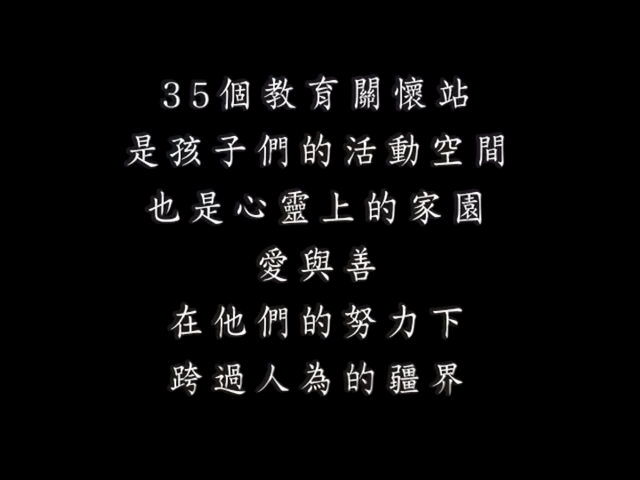 35個教育關懷站
是孩子們的活動空間
也是心靈上的家園
愛與善
在他們的努力下
跨過人為的疆界